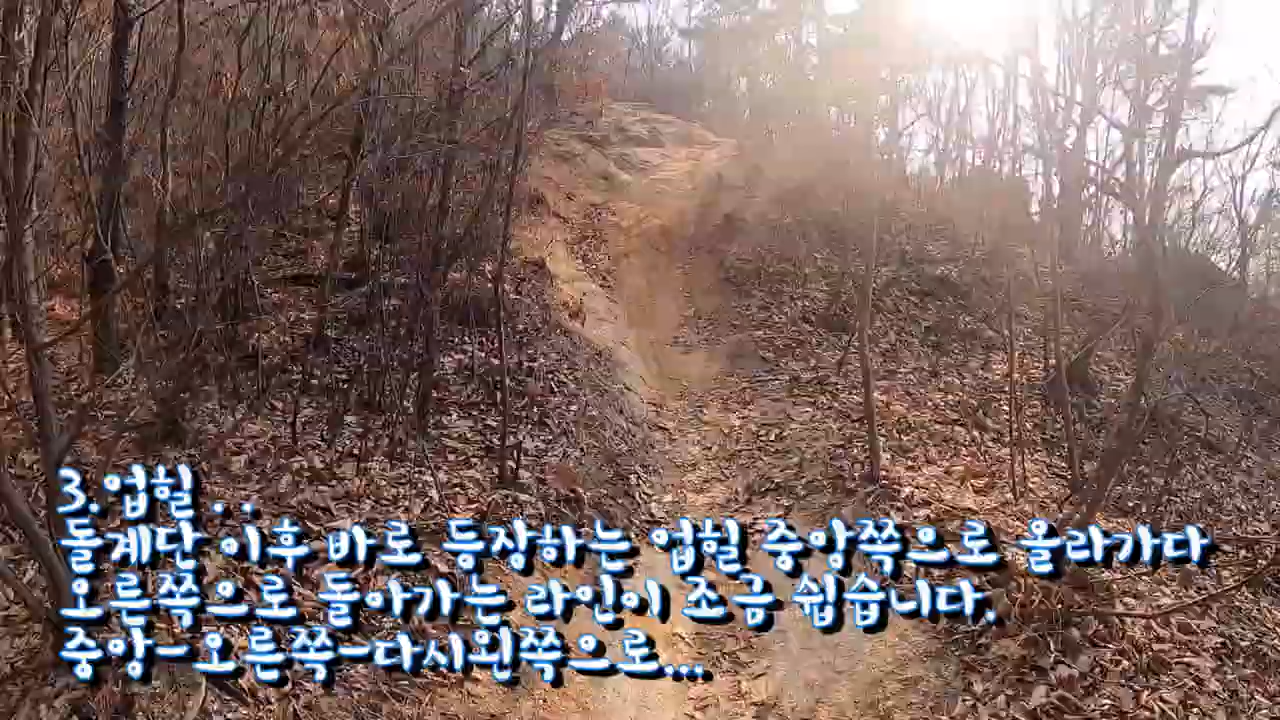 3.업힐 . .
돌계단 이후 바로 등장하는 업힐 중앙쪽으로 올라가다
오른쪽으로 돌아가는 라인이 조금 쉽습니다.
중앙-오른쪽-다시왼쪽으로...